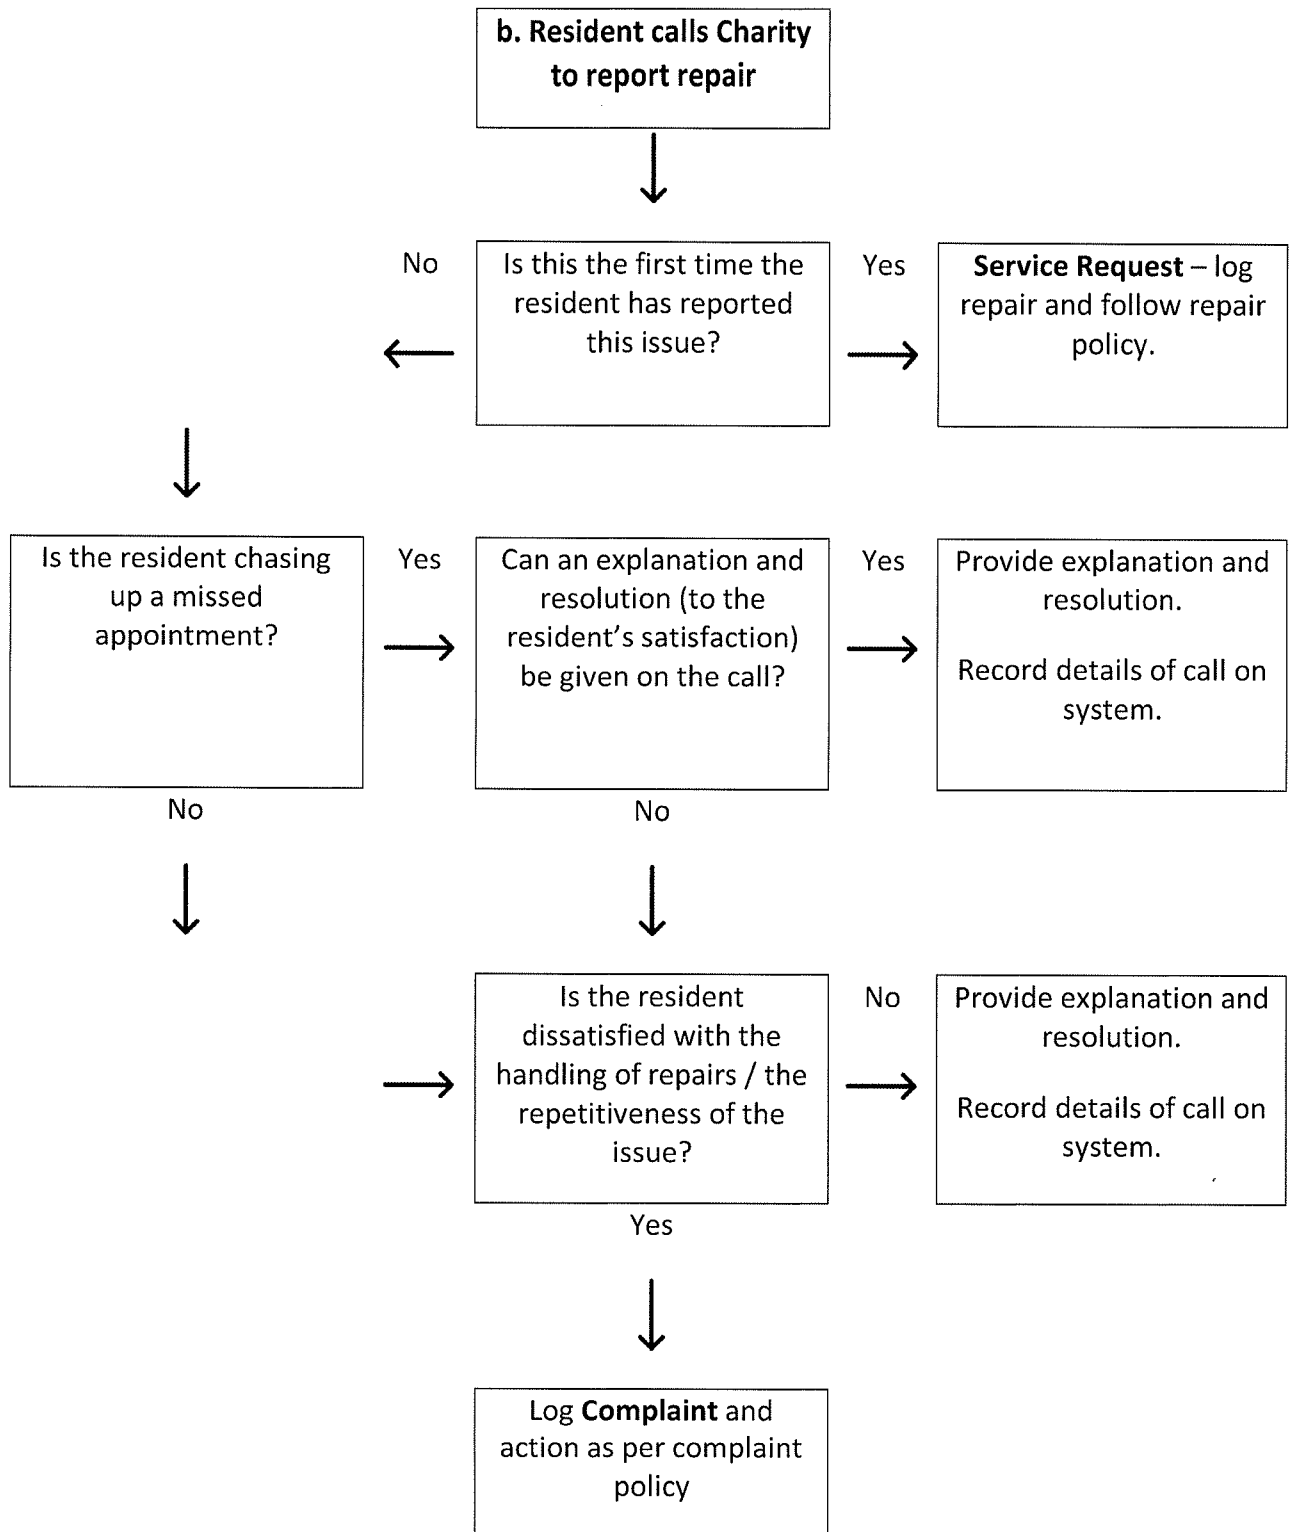 b. Resident calls Charity
to report repair
No
Is this the first time the
resident has reported
this issue?
Yes
Service Request – log
repair and follow repair
policy.
Is the resident chasing
up a missed
appointment?
Yes
Can an explanation and
resolution (to the
resident’s satisfaction)
be given on the call?
Yes
Provide explanation and
resolution.
Record details of call on
system.
No
No
Is the resident
dissatisfied with the
handling of repairs / the
repetitiveness of the
issue?
No
Provide explanation and
resolution.
Record details of call on
system.
Yes
Log Complaint and
action as per complaint
policy